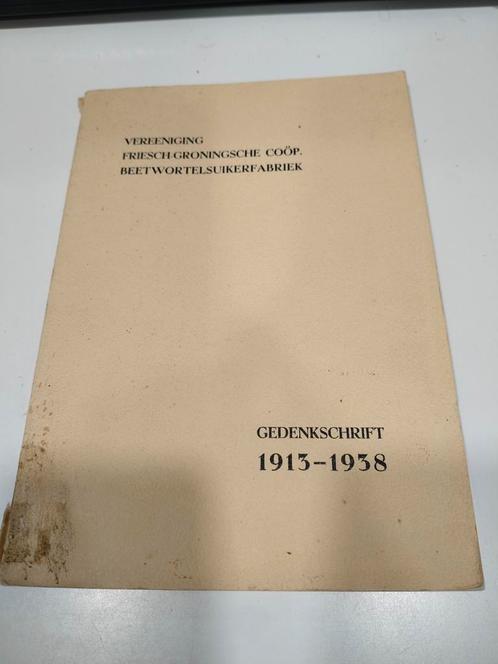 VEREENIGING
FRIESCH-GRONINGSCHE COÖP.
BEETWORTELSUIKERFABRIEK
GEDENKSCHRIFT
1913-1938